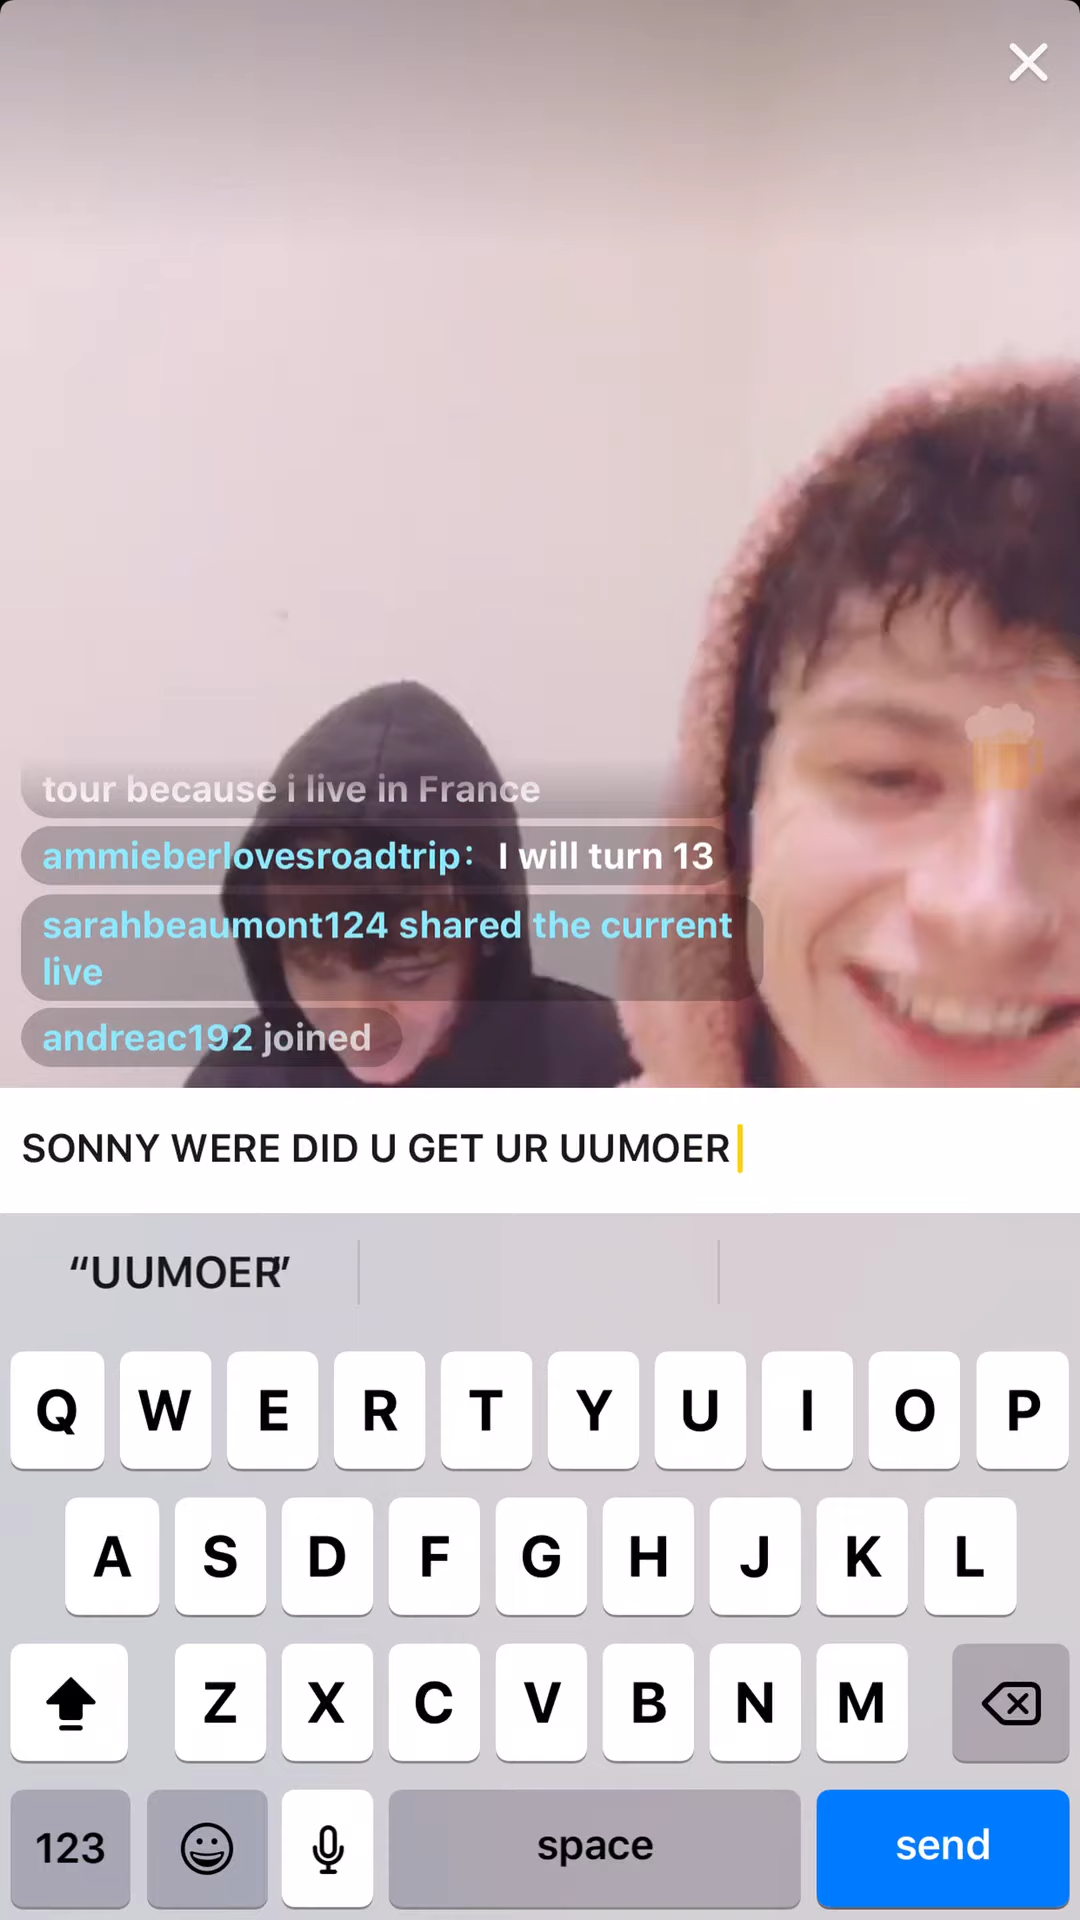 tour because i live in France
ammieberlovesroadtrip: I will turn 13
sarahbeaumont124 shared the current
live
andreac192 joined
SONNY WERE DID U GET UR UUMOER
“UUMOER”
Q W E R T Y U I O P
A S D F G H J K L
Z X C V B N M
123 space send